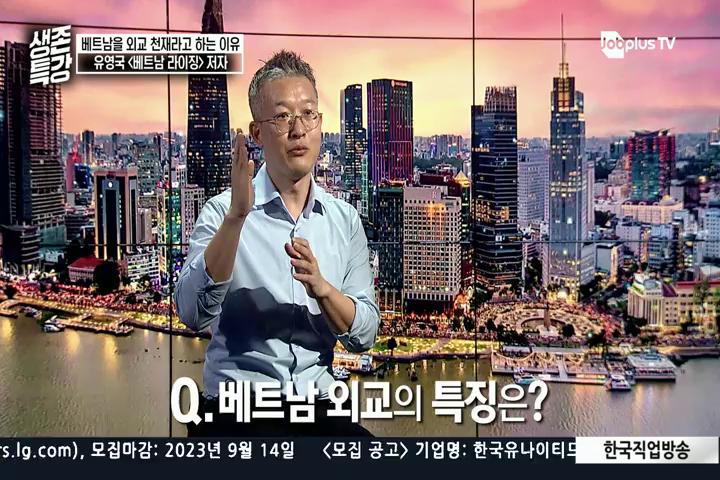 생존
특강
베트남을 외교 천재라고 하는 이유
유영국 <베트남 라이징> 저자
Jobplus TV
Q. 베트남 외교의 특징은?
rs.lg.com), 모집마감: 2023년 9월 14일 <모집 공고> 기업명: 한국유나이티드
한국직업방송